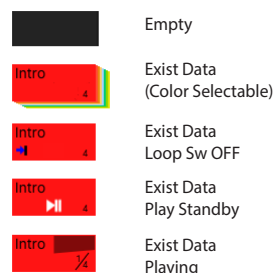 Empty
Intro
4
Exist Data
(Color Selectable)
Intro
4
Exist Data
Loop Sw OFF
Intro
4
Exist Data
Play Standby
Intro
1/4
Exist Data
Playing